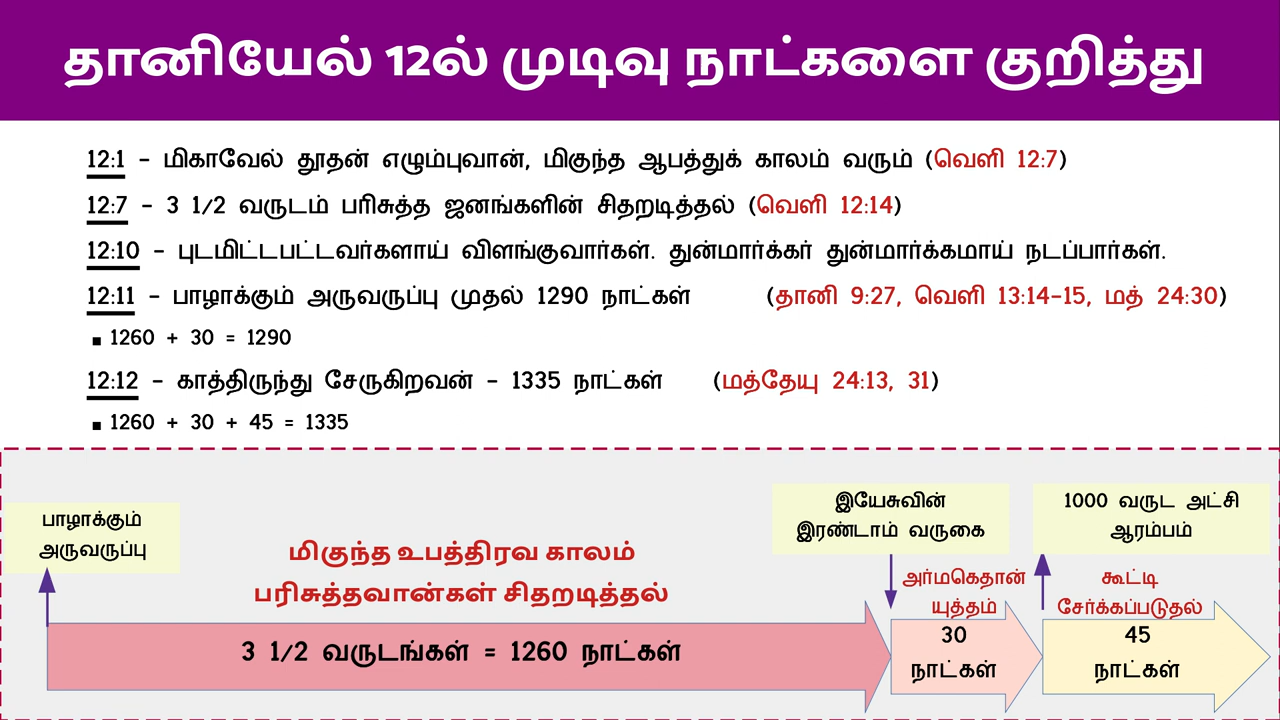 தானியேல் 12ல் முடிவு நாட்களை குறித்து
12:1 - மிகாவேல் தூதன் எழும்புவான், மிகுந்த ஆபத்துக் காலம் வரும் (வெளி 12:7)
12:7 - 3 1/2 வருடம் பரிசுத்த ஜனங்களின் சிதறடித்தல் (வெளி 12:14)
12:10 - புடமிட்டபட்டவர்களாய் விளங்குவார்கள். துன்மார்க்கர் துன்மார்க்கமாய் நடப்பார்கள்.
12:11 - பாழாக்கும் அருவருப்பு முதல் 1290 நாட்கள் (தானி 9:27, வெளி 13:14-15, மத் 24:30)
▪ 1260 + 30 = 1290
12:12 - காத்திருந்து சேருகிறவன் - 1335 நாட்கள் (மத்தேயு 24:13, 31)
▪ 1260 + 30 + 45 = 1335
பாழாக்கும்
அருவருப்பு
மிகுந்த உபத்திரவ காலம்
பரிசுத்தவான்கள் சிதறடித்தல்
3 1/2 வருடங்கள் = 1260 நாட்கள்
இயேசுவின்
இரண்டாம் வருகை
அர்மகெதான்
யுத்தம்
30
நாட்கள்
1000 வருட அட்சி
ஆரம்பம்
கூட்டி
சேர்க்கப்படுதல்
45
நாட்கள்